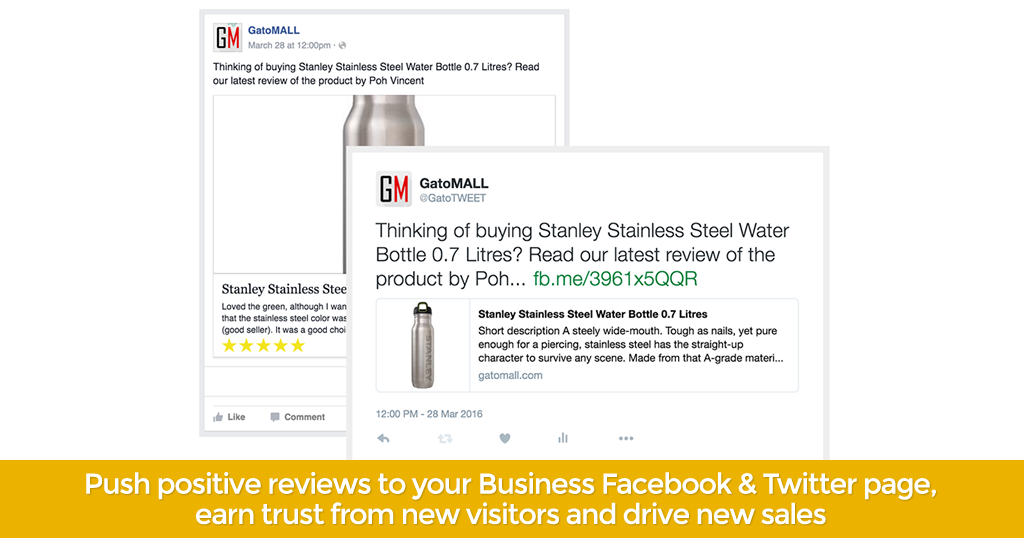 GM
GatoMALL
March 28 at 12:00pm ·
Thinking of buying Stanley Stainless Steel Water Bottle 0.7 Litres? Read
our latest review of the product by Poh Vincent
Stanley Stainless Stee
Loved the green, although I wan
that the stainless steel color was
(good seller). It was a good choi
Like
Comment
GM
GatoMALL
@GatoTWEET
Thinking of buying Stanley Stainless Steel Water
Bottle 0.7 Litres? Read our latest review of the
product by Poh... fb.me/3961x5QQR
STANLEY
Stanley Stainless Steel Water Bottle 0.7 Litres
Short description A steely wide-mouth. Tough as nails, yet pure
enough for a piercing, stainless steel has the straight-up
character to survive any scene. Made from that A-grade materi...
gatomall.com
12:00 PM - 28 Mar 2016
Push positive reviews to your Business Facebook & Twitter page,
earn trust from new visitors and drive new sales